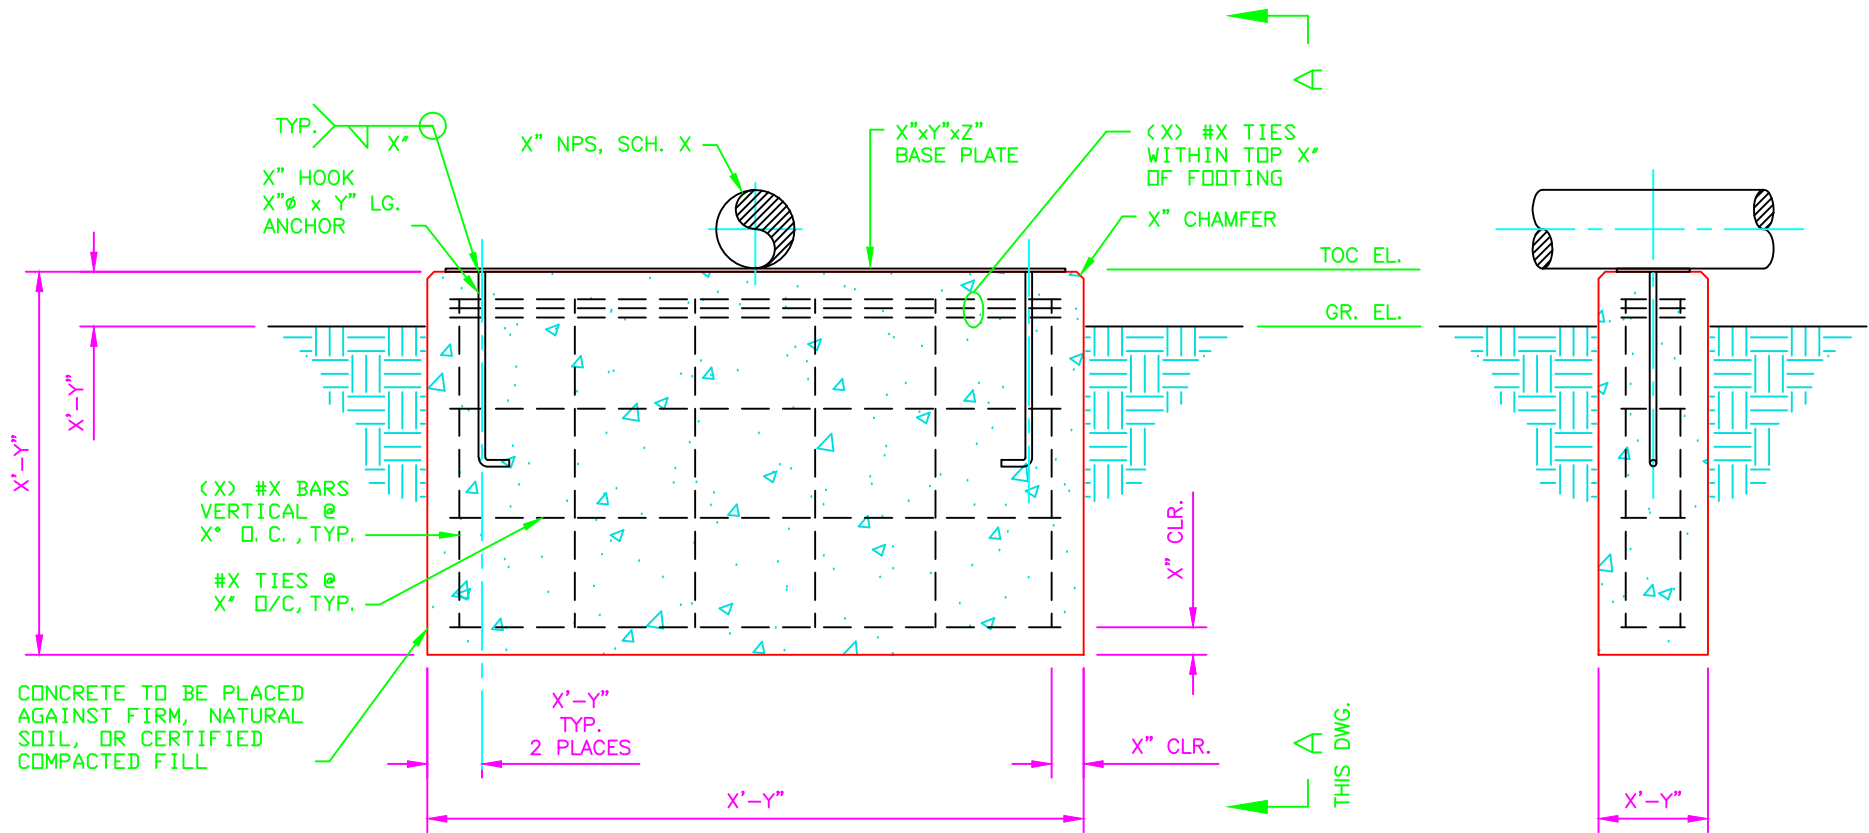 A
TYP.
X"
X" NPS, SCH. X
X"xY"xZ"
BASE PLATE
(X) #X TIES
WITHIN TOP X"
OF FOOTING
X" HOOK
X"ø x Y" LG.
ANCHOR
X" CHAMFER
TOC EL.
GR. EL.
X'-Y"
X'-Y"
(X) #X BARS
VERTICAL @
X" O.C., TYP.
#X TIES @
X" O/C, TYP.
X" CLR.
CONCRETE TO BE PLACED
AGAINST FIRM, NATURAL
SOIL, OR CERTIFIED
COMPACTED FILL
X'-Y"
TYP.
2 PLACES
X" CLR.
A
THIS DWG.
X'-Y"
X'-Y"